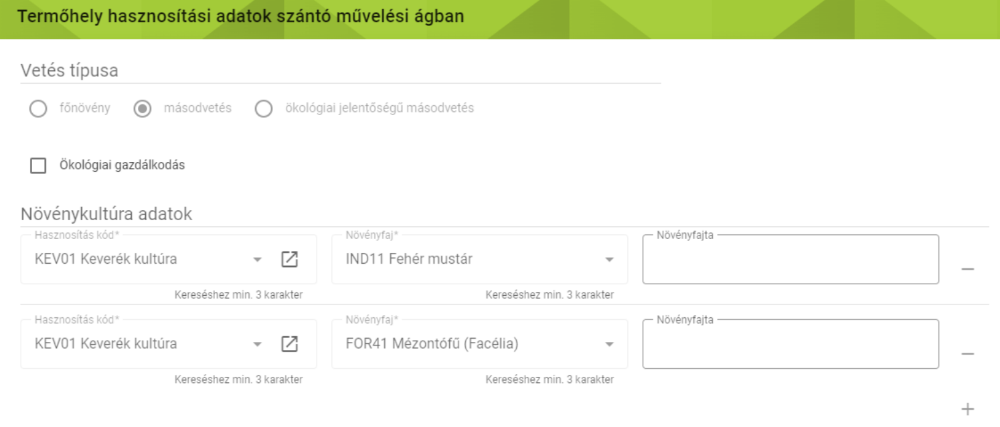 Termőhely hasznosítási adatok szántó művelési ágban
Vetés típusa
főnövény másodvetés ökológiai jelentőségű másodvetés
Ökológiai gazdálkodás
Növénykultúra adatok
Hasznosítás kód* Növényfaj* Növényfajta
KEV01 Keverék kultúra IND11 Fehér mustár
Kereséshez min. 3 karakter Kereséshez min. 3 karakter
Hasznosítás kód* Növényfaj* Növényfajta
KEV01 Keverék kultúra FOR41 Mézontófű (Facélia)
Kereséshez min. 3 karakter Kereséshez min. 3 karakter